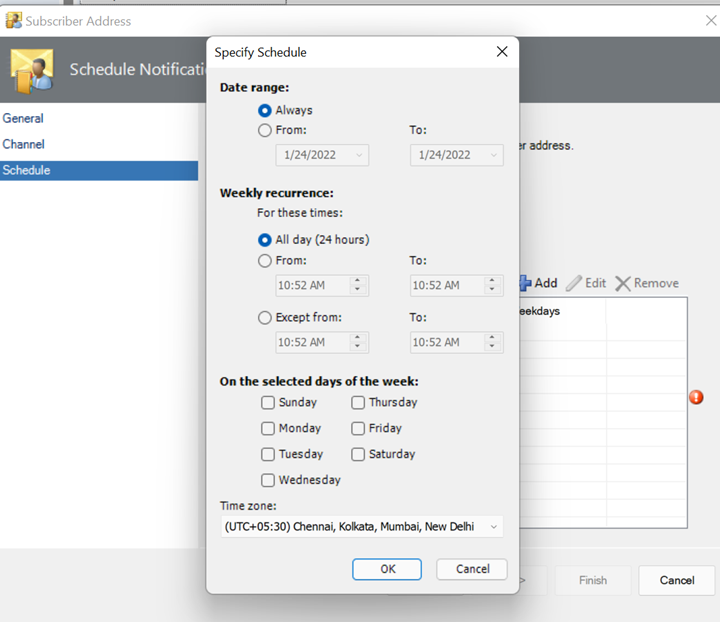 Subscriber Address
Schedule Notificati
General
Channel
Schedule
er address.
Add Edit Remove
eekdays
> Finish Cancel
Specify Schedule
Date range:
Always
From: To:
1/24/2022 1/24/2022
Weekly recurrence:
For these times:
All day (24 hours)
From: To:
10:52 AM 10:52 AM
Except from: To:
10:52 AM 10:52 AM
On the selected days of the week:
Sunday Thursday
Monday Friday
Tuesday Saturday
Wednesday
Time zone:
(UTC+05:30) Chennai, Kolkata, Mumbai, New Delhi
OK Cancel